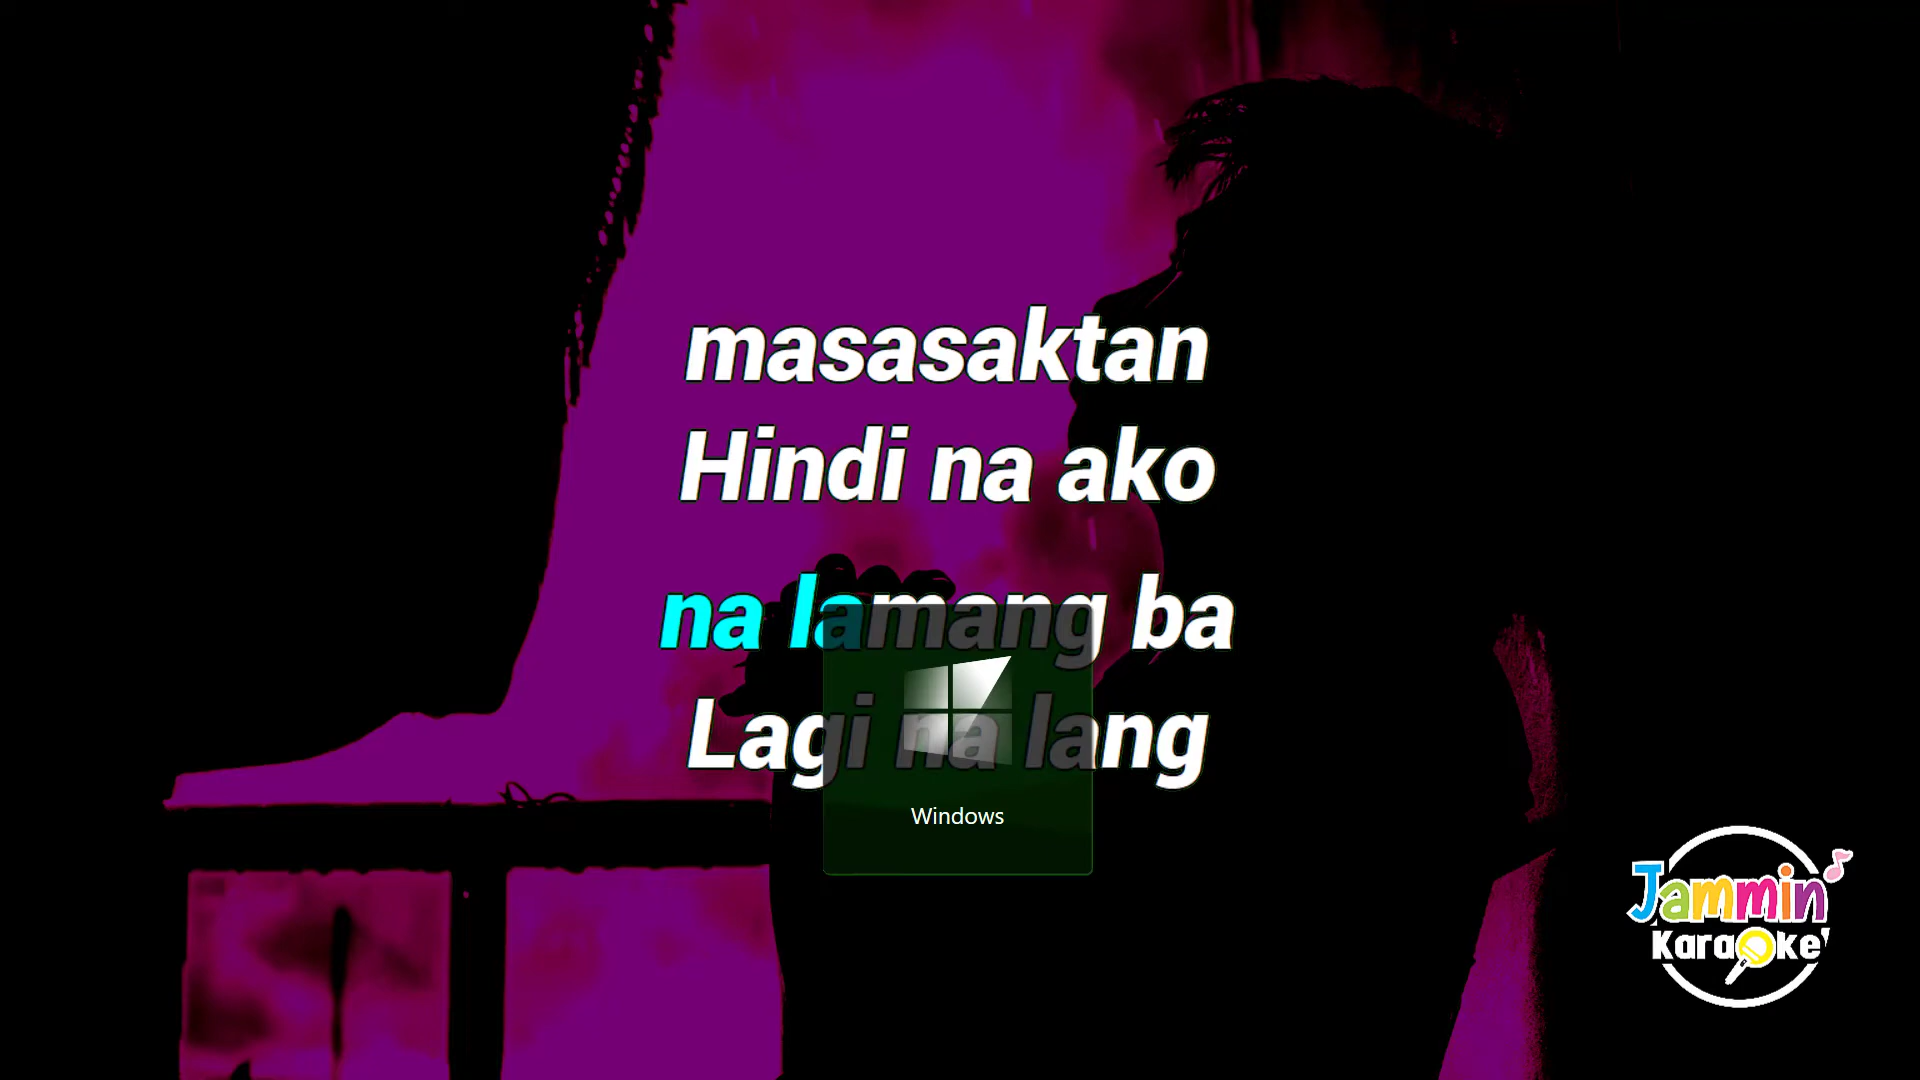 masasaktan
Hindi na ako
na lamang ba
Lagi na lang
Windows
Jammin'
Karaoke